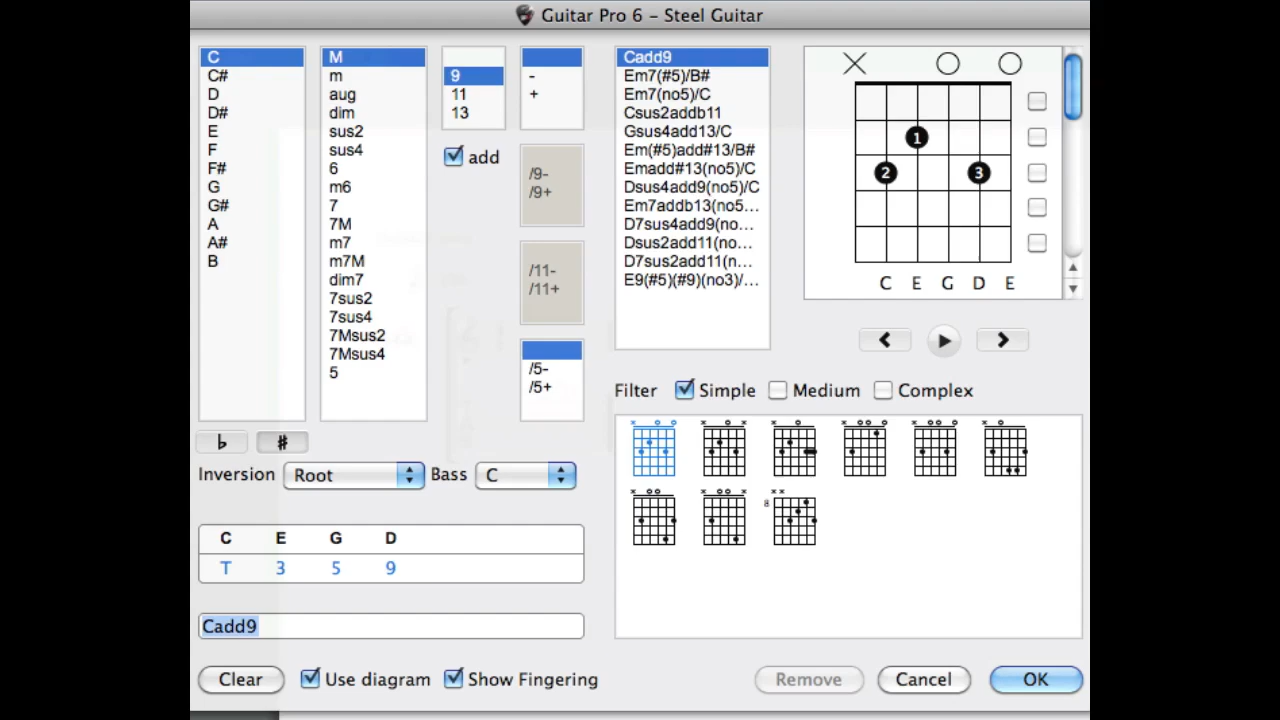 Guitar Pro 6 – Steel Guitar
C
C#
D
D#
E
F
F#
G
G#
A
A#
B
M
m
aug
dim
sus2
sus4
6
m6
7
7M
m7
m7M
dim7
7sus2
7sus4
7Msus2
7Msus4
5
9
11
13
add
-
+
/9-
/9+
/11-
/11+
/5-
/5+
Cadd9
Em7(#5)/B#
Em7(no5)/C
Csus2addb11
Gsus4add13/C
Em(#5)add#13/B#
Emadd#13(no5)/C
Dsus4add9(no5)/C
Em7addb13(no5...
D7sus4add9(no...
Dsus2add11(no...
D7sus2add11(n...
E9(#5)(#9)(no3)/...
1
2 3
C E G D E
Filter Simple Medium Complex
8
♭ #
Inversion Root Bass C
C E G D
T 3 5 9
Cadd9
Clear Use diagram Show Fingering Remove Cancel OK